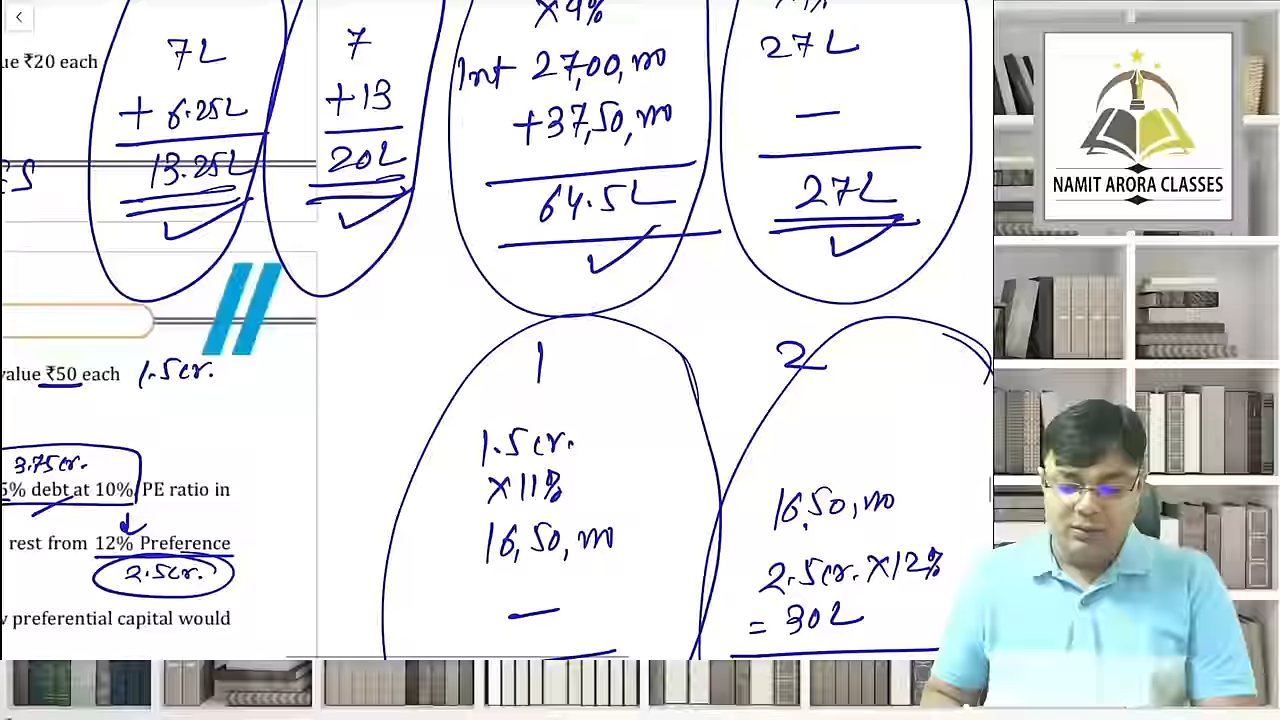 ue ₹20 each
7L
+ 6.25L
13.25L
7
+13
20L
×9%
Int 27,00,000
+37,50,000
64.5L
27L
—
27L
NAMIT ARORA CLASSES
value ₹50 each 1.5cr.
3.75cr.
5% debt at 10% PE ratio in
rest from 12% Preference
2.5cr.
v preferential capital would
1
1.5cr.
×11%
16,50,000
—
2
16,50,000
2.5cr. ×12%
= 30L